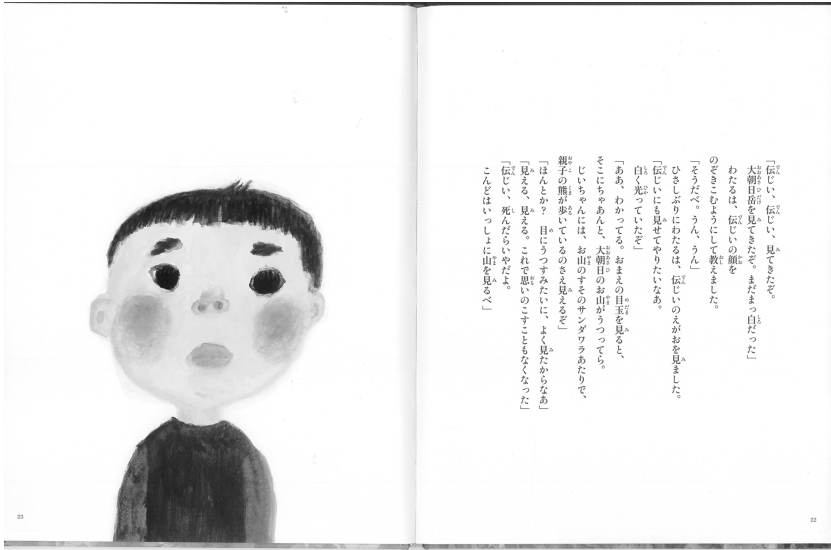 「伝じい、伝じい、見てきたぞ。
大朝日岳を見てきたぞ。まだまっ白だった」
わたるは、伝じいの顔を
のぞきこむようにして教えました。
「そうだべ。うん、うん」
ひさしぶりにわたるは、伝じいのえがおを見ました。
「伝じいにも見せてやりたいなあ。
白く光っていたぞ」
「ああ、わかってる。おまえの目玉を見ると、
そこにちゃあんと、大朝日のお山がうつってら。
じいちゃんには、お山のすそのサンダワラあたりで、
親子の熊が歩いているのさえ見えるぞ」
「ほんとか？　目にうつすみたいに、よく見たからなあ」
「見える、見える。これで思いのこすこともなくなった」
「伝じい、死んだらいやだよ。
こんどはいっしょに山を見るべ」
22
23